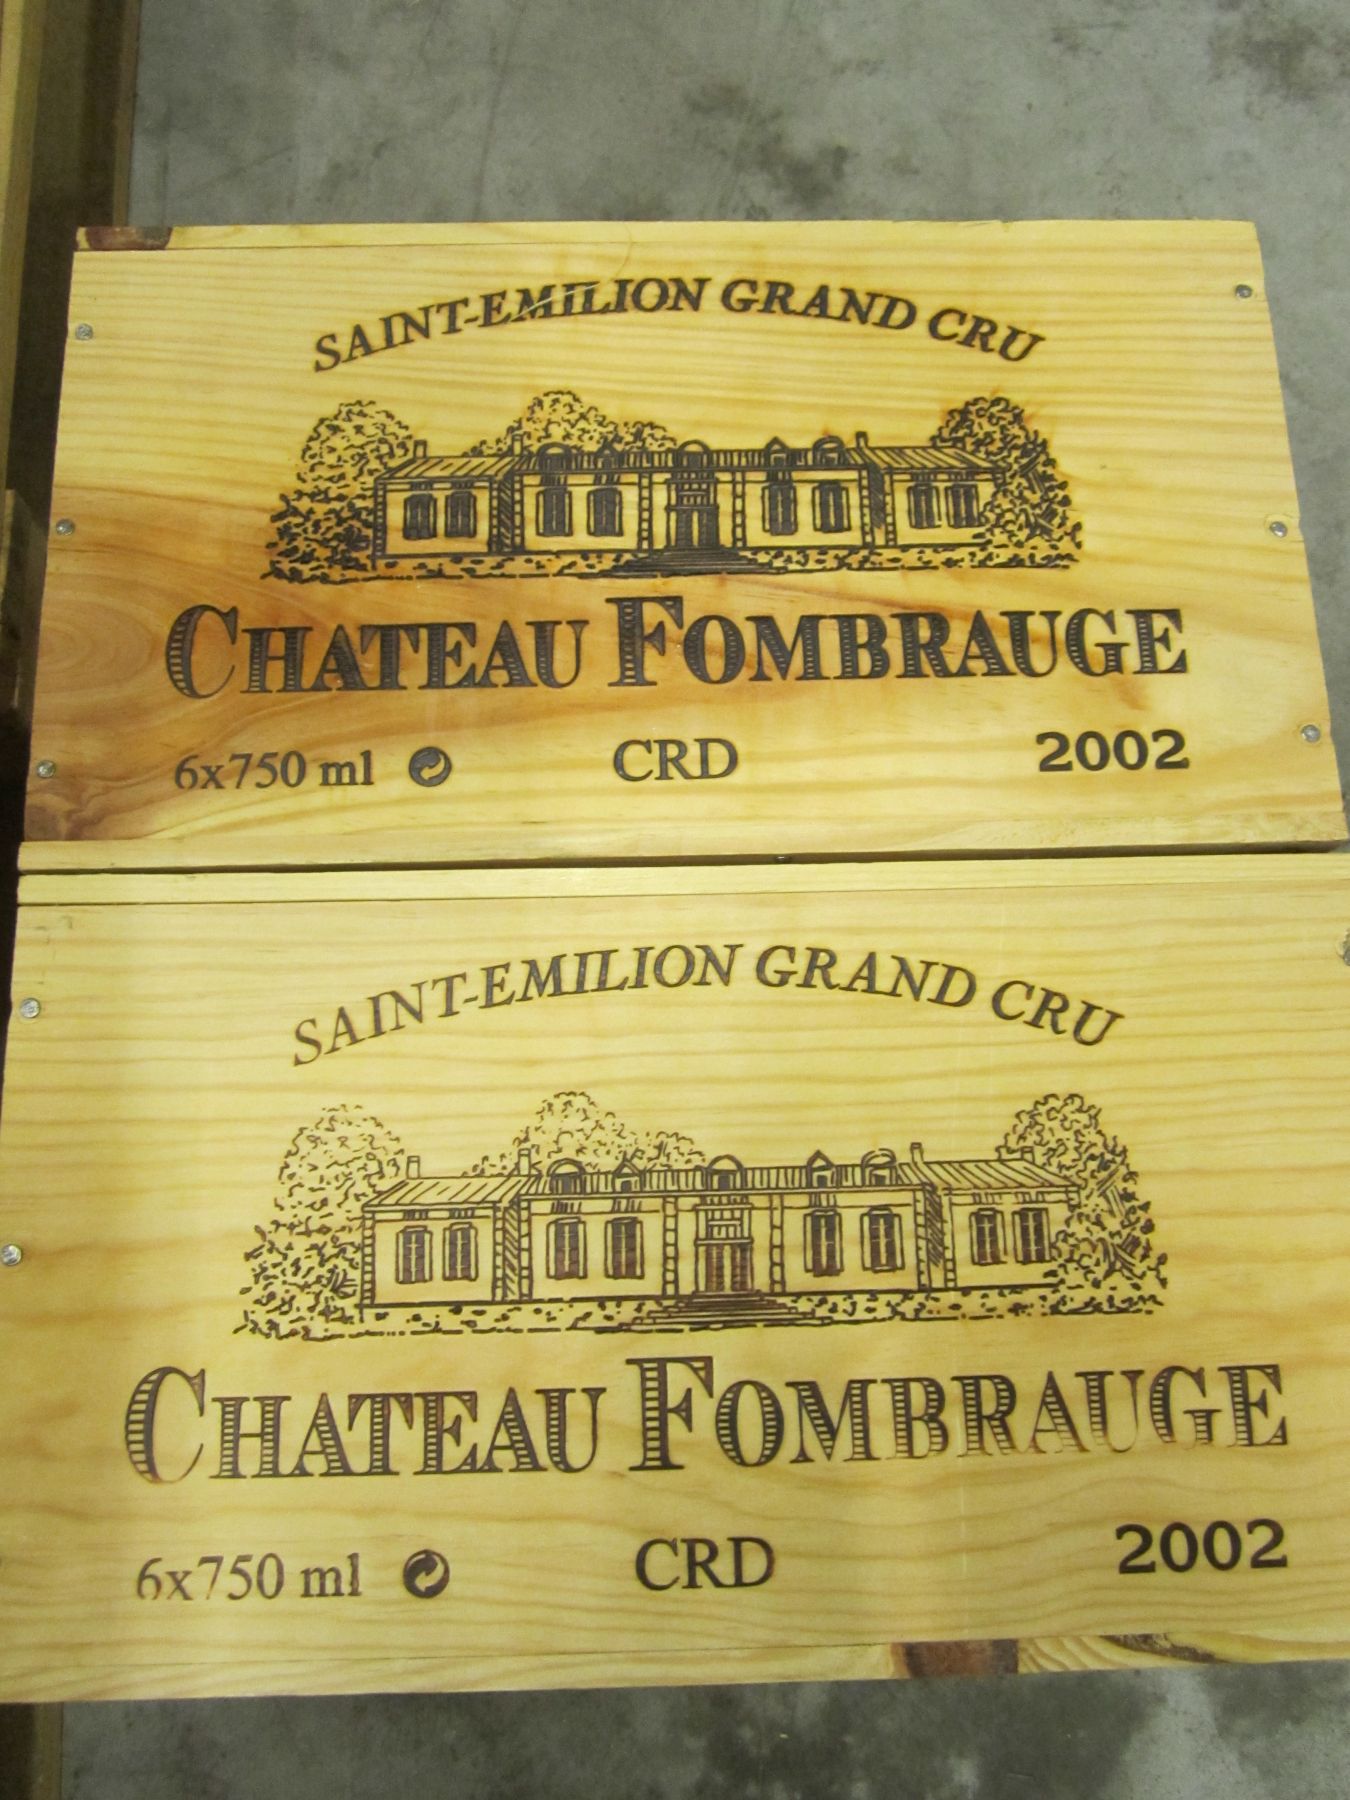 SAINT-EMILION GRAND CRU
CHATEAU FOMBRAUGE
6x750 ml CRD 2002
SAINT-EMILION GRAND CRU
CHATEAU FOMBRAUGE
6x750 ml CRD 2002